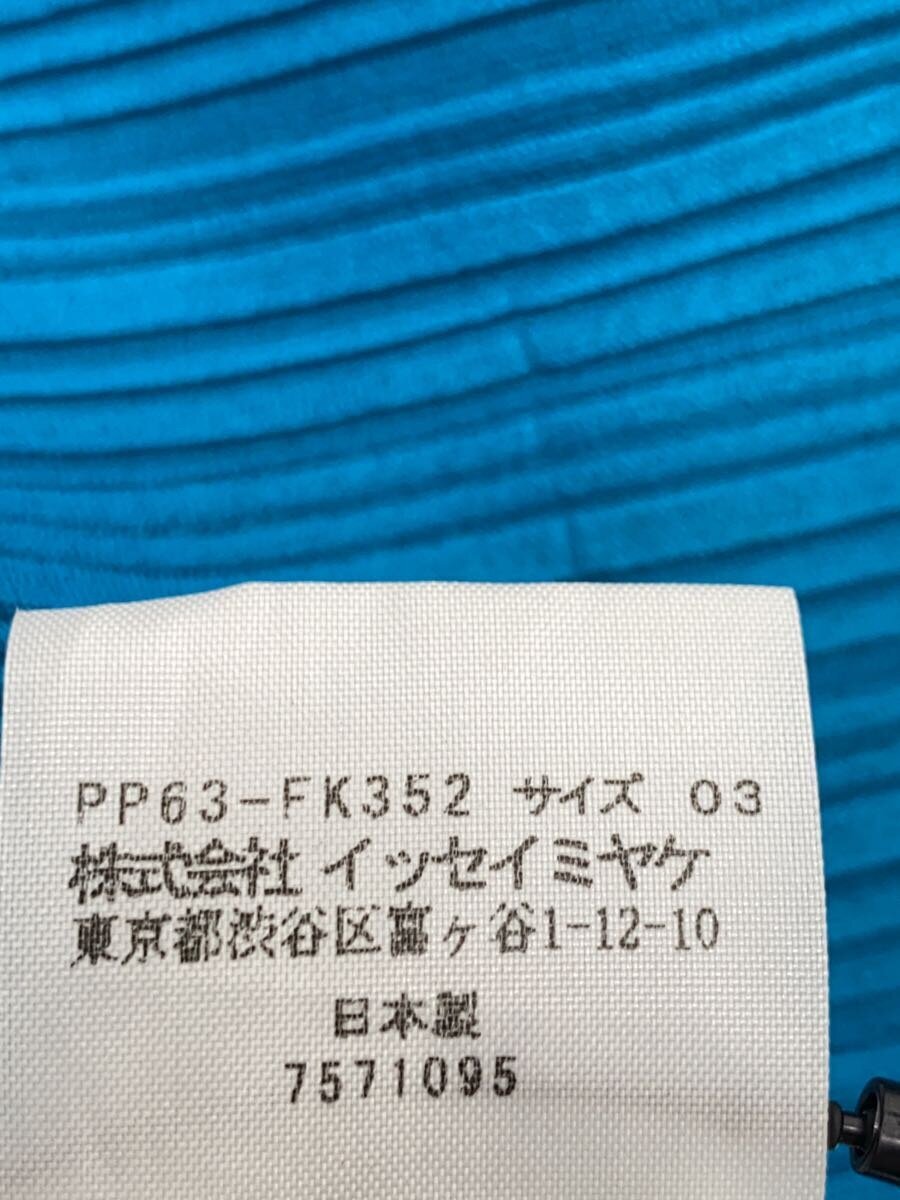 PP63-FK352 サイズ 03
株式会社 イッセイミヤケ
東京都渋谷区富ヶ谷1-12-10
日本製
7571095